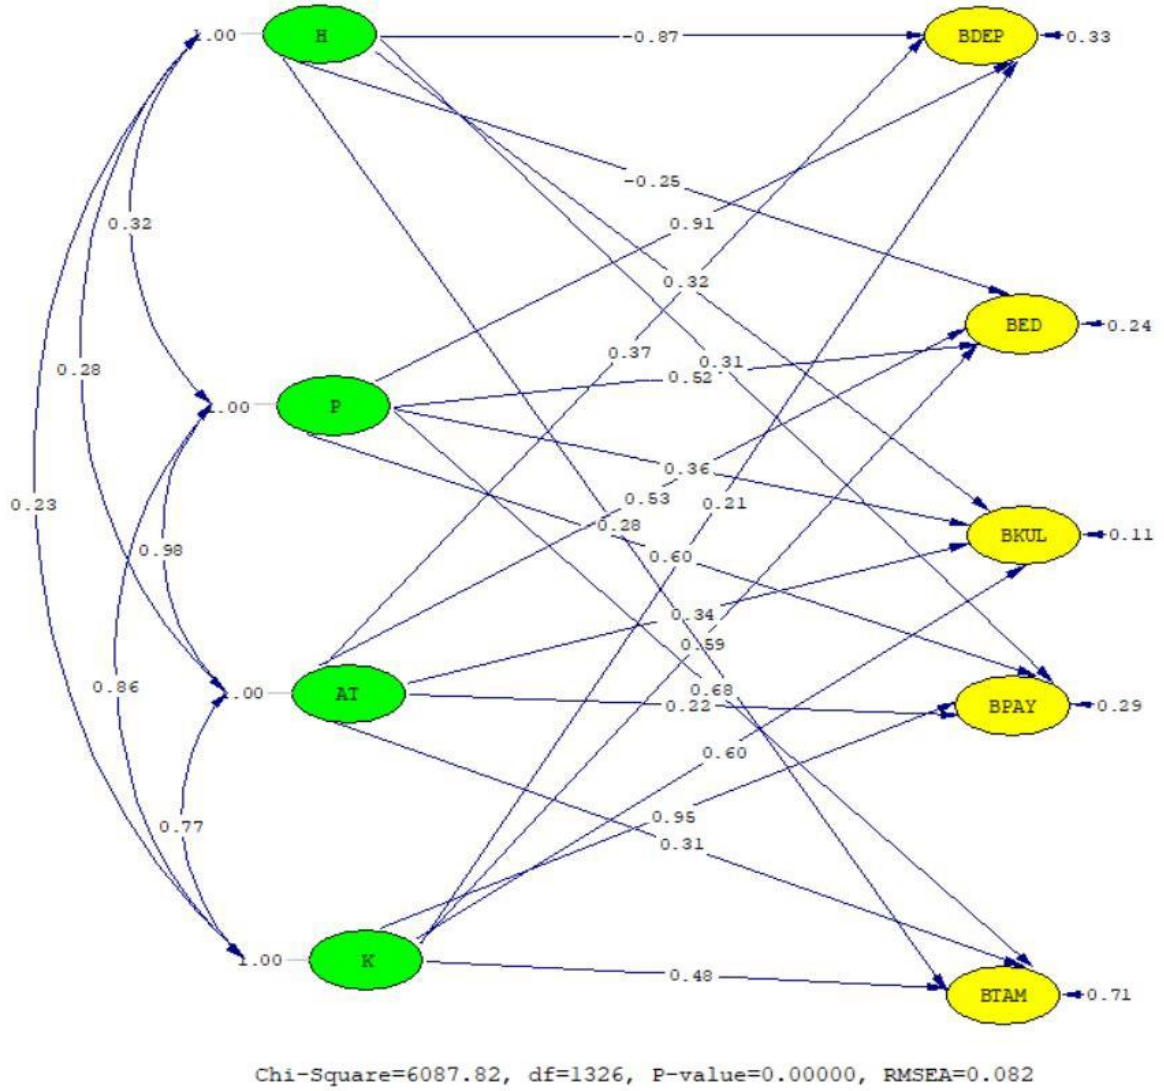 1.00 H -0.87 BDEP 0.33
-0.25
0.32 0.91
0.32
BED 0.24
0.37 0.31
0.28 0.52
1.00 P
0.36
0.23 0.53 0.21
0.28
BKUL 0.11
0.98 0.60
0.34
0.59
0.86 1.00 AT 0.68
0.22 BPAY 0.29
0.60
0.77 0.95
0.31
1.00 K
0.48
BTAM 0.71
Chi-Square=6087.82, df=1326, P-value=0.00000, RMSEA=0.082